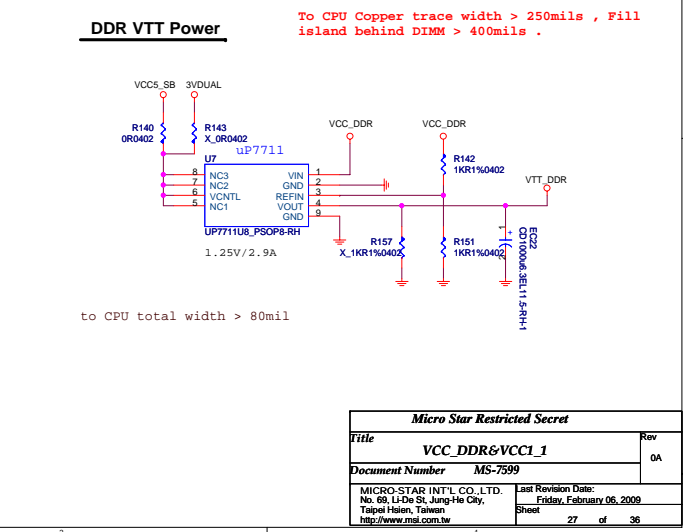 DDR VTT Power
To CPU Copper trace width > 250mils , Fill
island behind DIMM > 400mils .
VCC5_SB 3VDUAL
R140
0R0402
R143
X_0R0402
VCC_DDR
VCC_DDR
uP7711
U7
R142
1KR1%0402
VTT_DDR
8 NC3 VIN 1
7 NC2 GND 2
6 VCNTL REFIN 3
5 NC1 VOUT 4
GND 9
UP7711U8_PSOP8-RH
1.25V/2.9A
R157
X_1KR1%0402
R151
1KR1%0402
1
+
2
EC22
CD1000u6.3EL11.5-RH-1
to CPU total width > 80mil
Micro Star Restricted Secret
Title
VCC_DDR&VCC1_1
Rev
0A
Document Number MS-7599
MICRO-STAR INT'L CO.,LTD.
No. 69, Li-De St, Jung-He City,
Taipei Hsien, Taiwan
http://www.msi.com.tw
Last Revision Date:
Friday, February 06, 2009
Sheet
27 of 36